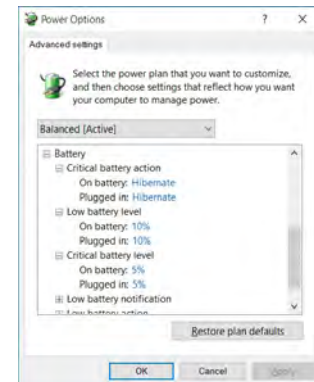 Power Options
Advanced settings
Select the power plan that you want to customize,
and then choose settings that reflect how you want
your computer to manage power.
Balanced [Active]
Battery
Critical battery action
On battery: Hibernate
Plugged in: Hibernate
Low battery level
On battery: 10%
Plugged in: 10%
Critical battery level
On battery: 5%
Plugged in: 5%
Low battery notification
Low battery action
Restore plan defaults
OK
Cancel
Apply